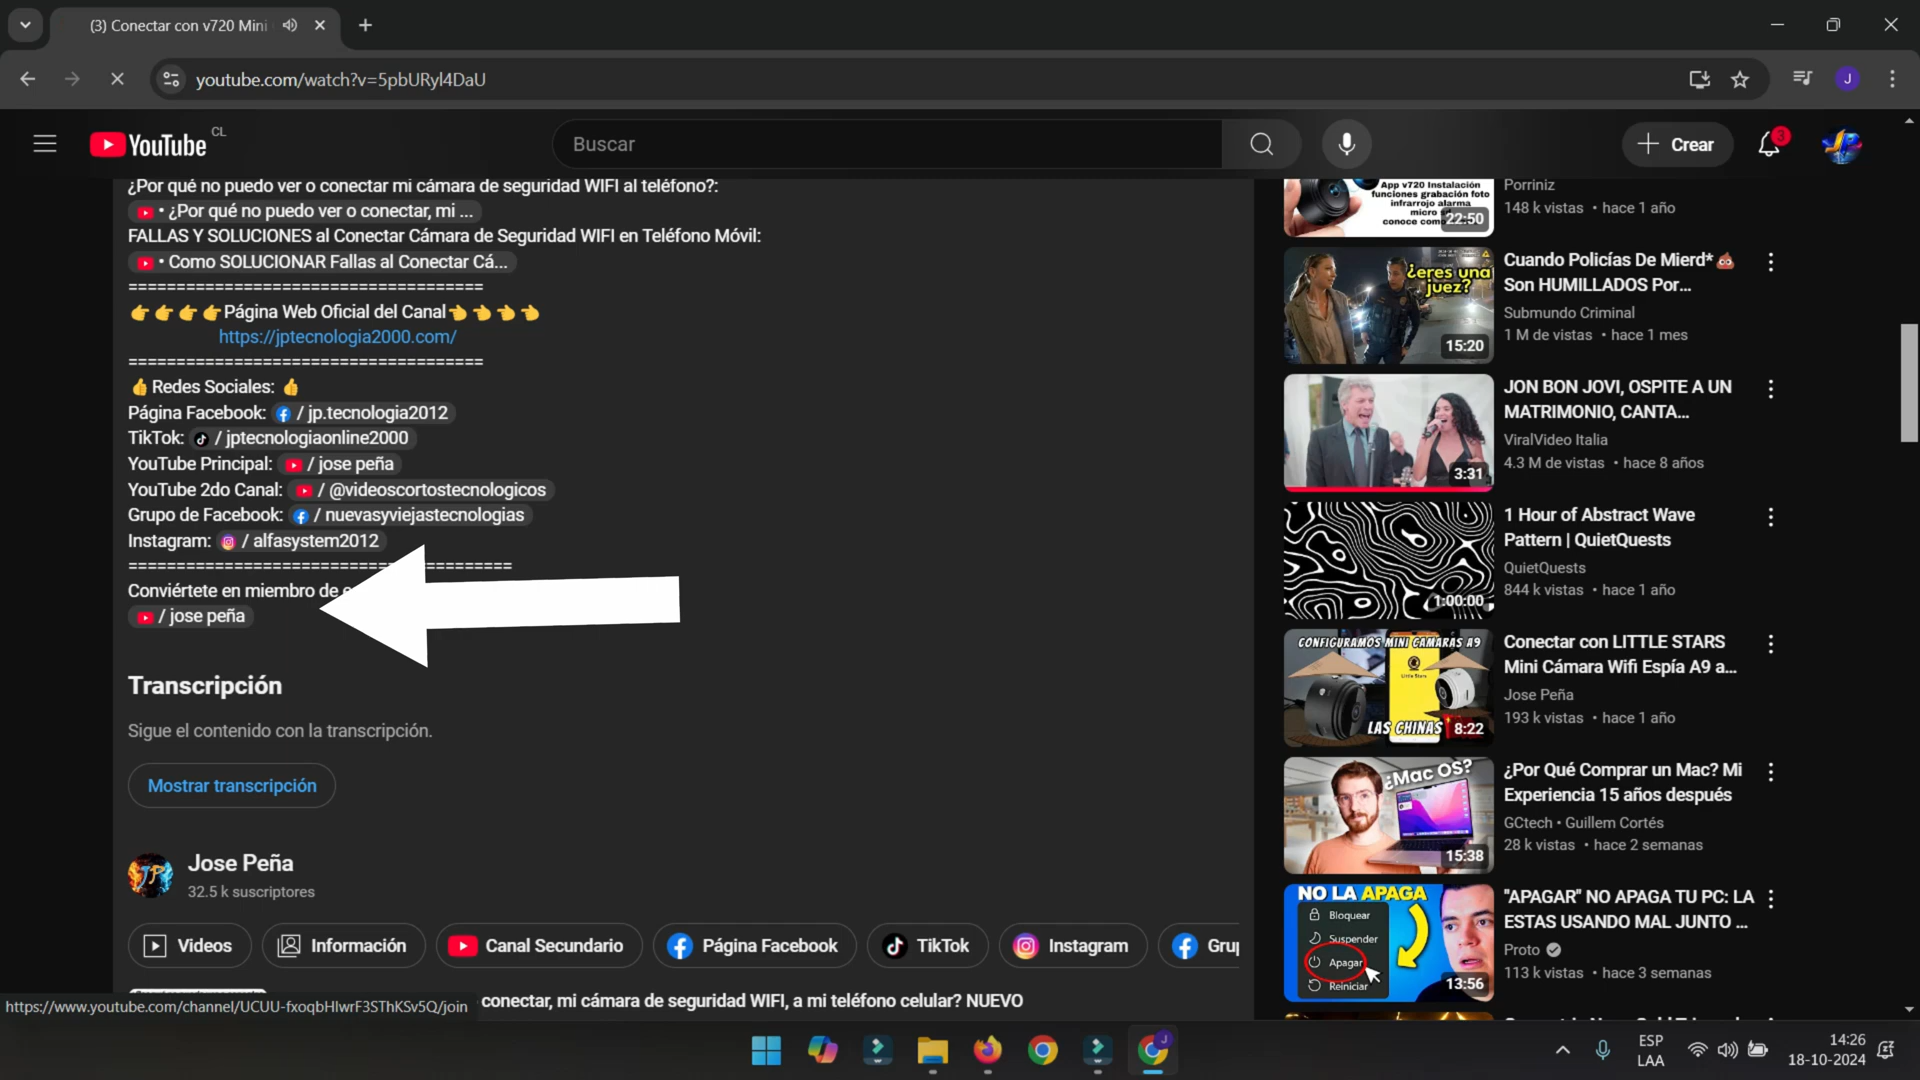 (3) Conectar con v720 Mini
youtube.com/watch?v=5pbURyl4DaU
J
YouTube CL
Buscar
Crear
3
¿Por qué no puedo ver o conectar mi cámara de seguridad WIFI al teléfono?:
• ¿Por qué no puedo ver o conectar, mi ...
FALLAS Y SOLUCIONES al Conectar Cámara de Seguridad WIFI en Teléfono Móvil:
• Como SOLUCIONAR Fallas al Conectar Cá...
=====================================
👉👉👉👉Página Web Oficial del Canal👈👈👈👈
https://jptecnologia2000.com/
=====================================
👍Redes Sociales: 👍
Página Facebook: / jp.tecnologia2012
TikTok: / jptecnologiaonline2000
YouTube Principal: / jose peña
YouTube 2do Canal: / @videoscortostecnologicos
Grupo de Facebook: / nuevasyviejastecnologias
Instagram: / alfasystem2012
========================================
Conviértete en miembro de
/ jose peña
Transcripción
Sigue el contenido con la transcripción.
Mostrar transcripción
JP
Jose Peña
32.5 k suscriptores
Videos
Información
Canal Secundario
Página Facebook
TikTok
Instagram
Gru
conectar, mi cámara de seguridad WIFI, a mi teléfono celular? NUEVO
https://www.youtube.com/channel/UCUU-fxoqbHlwrF3SThKSv5Q/join
App v720 Instalación
funciones grabación foto
infrarrojo alarma
micro sd
22:50
Porriniz
148 k vistas • hace 1 año
¿eres una
juez?
15:20
Cuando Policías De Mierd*💩
Son HUMILLADOS Por...
Submundo Criminal
1 M de vistas • hace 1 mes
3:31
JON BON JOVI, OSPITE A UN
MATRIMONIO, CANTA...
ViralVideo Italia
4.3 M de vistas • hace 8 años
1:00:00
1 Hour of Abstract Wave
Pattern | QuietQuests
QuietQuests
844 k vistas • hace 1 año
CONFIGURAMOS MINI CAMARAS A9
Little Stars
LAS CHINAS
8:22
Conectar con LITTLE STARS
Mini Cámara Wifi Espía A9 a...
Jose Peña
193 k vistas • hace 1 año
¿Mac OS?
15:38
¿Por Qué Comprar un Mac? Mi
Experiencia 15 años después
GCtech • Guillem Cortés
28 k vistas • hace 2 semanas
NO LA APAGA
Bloquear
Suspender
Apagar
Reiniciar
13:56
"APAGAR" NO APAGA TU PC: LA
ESTAS USANDO MAL JUNTO ...
Proto
113 k vistas • hace 3 semanas
ESP
LAA
14:26
18-10-2024